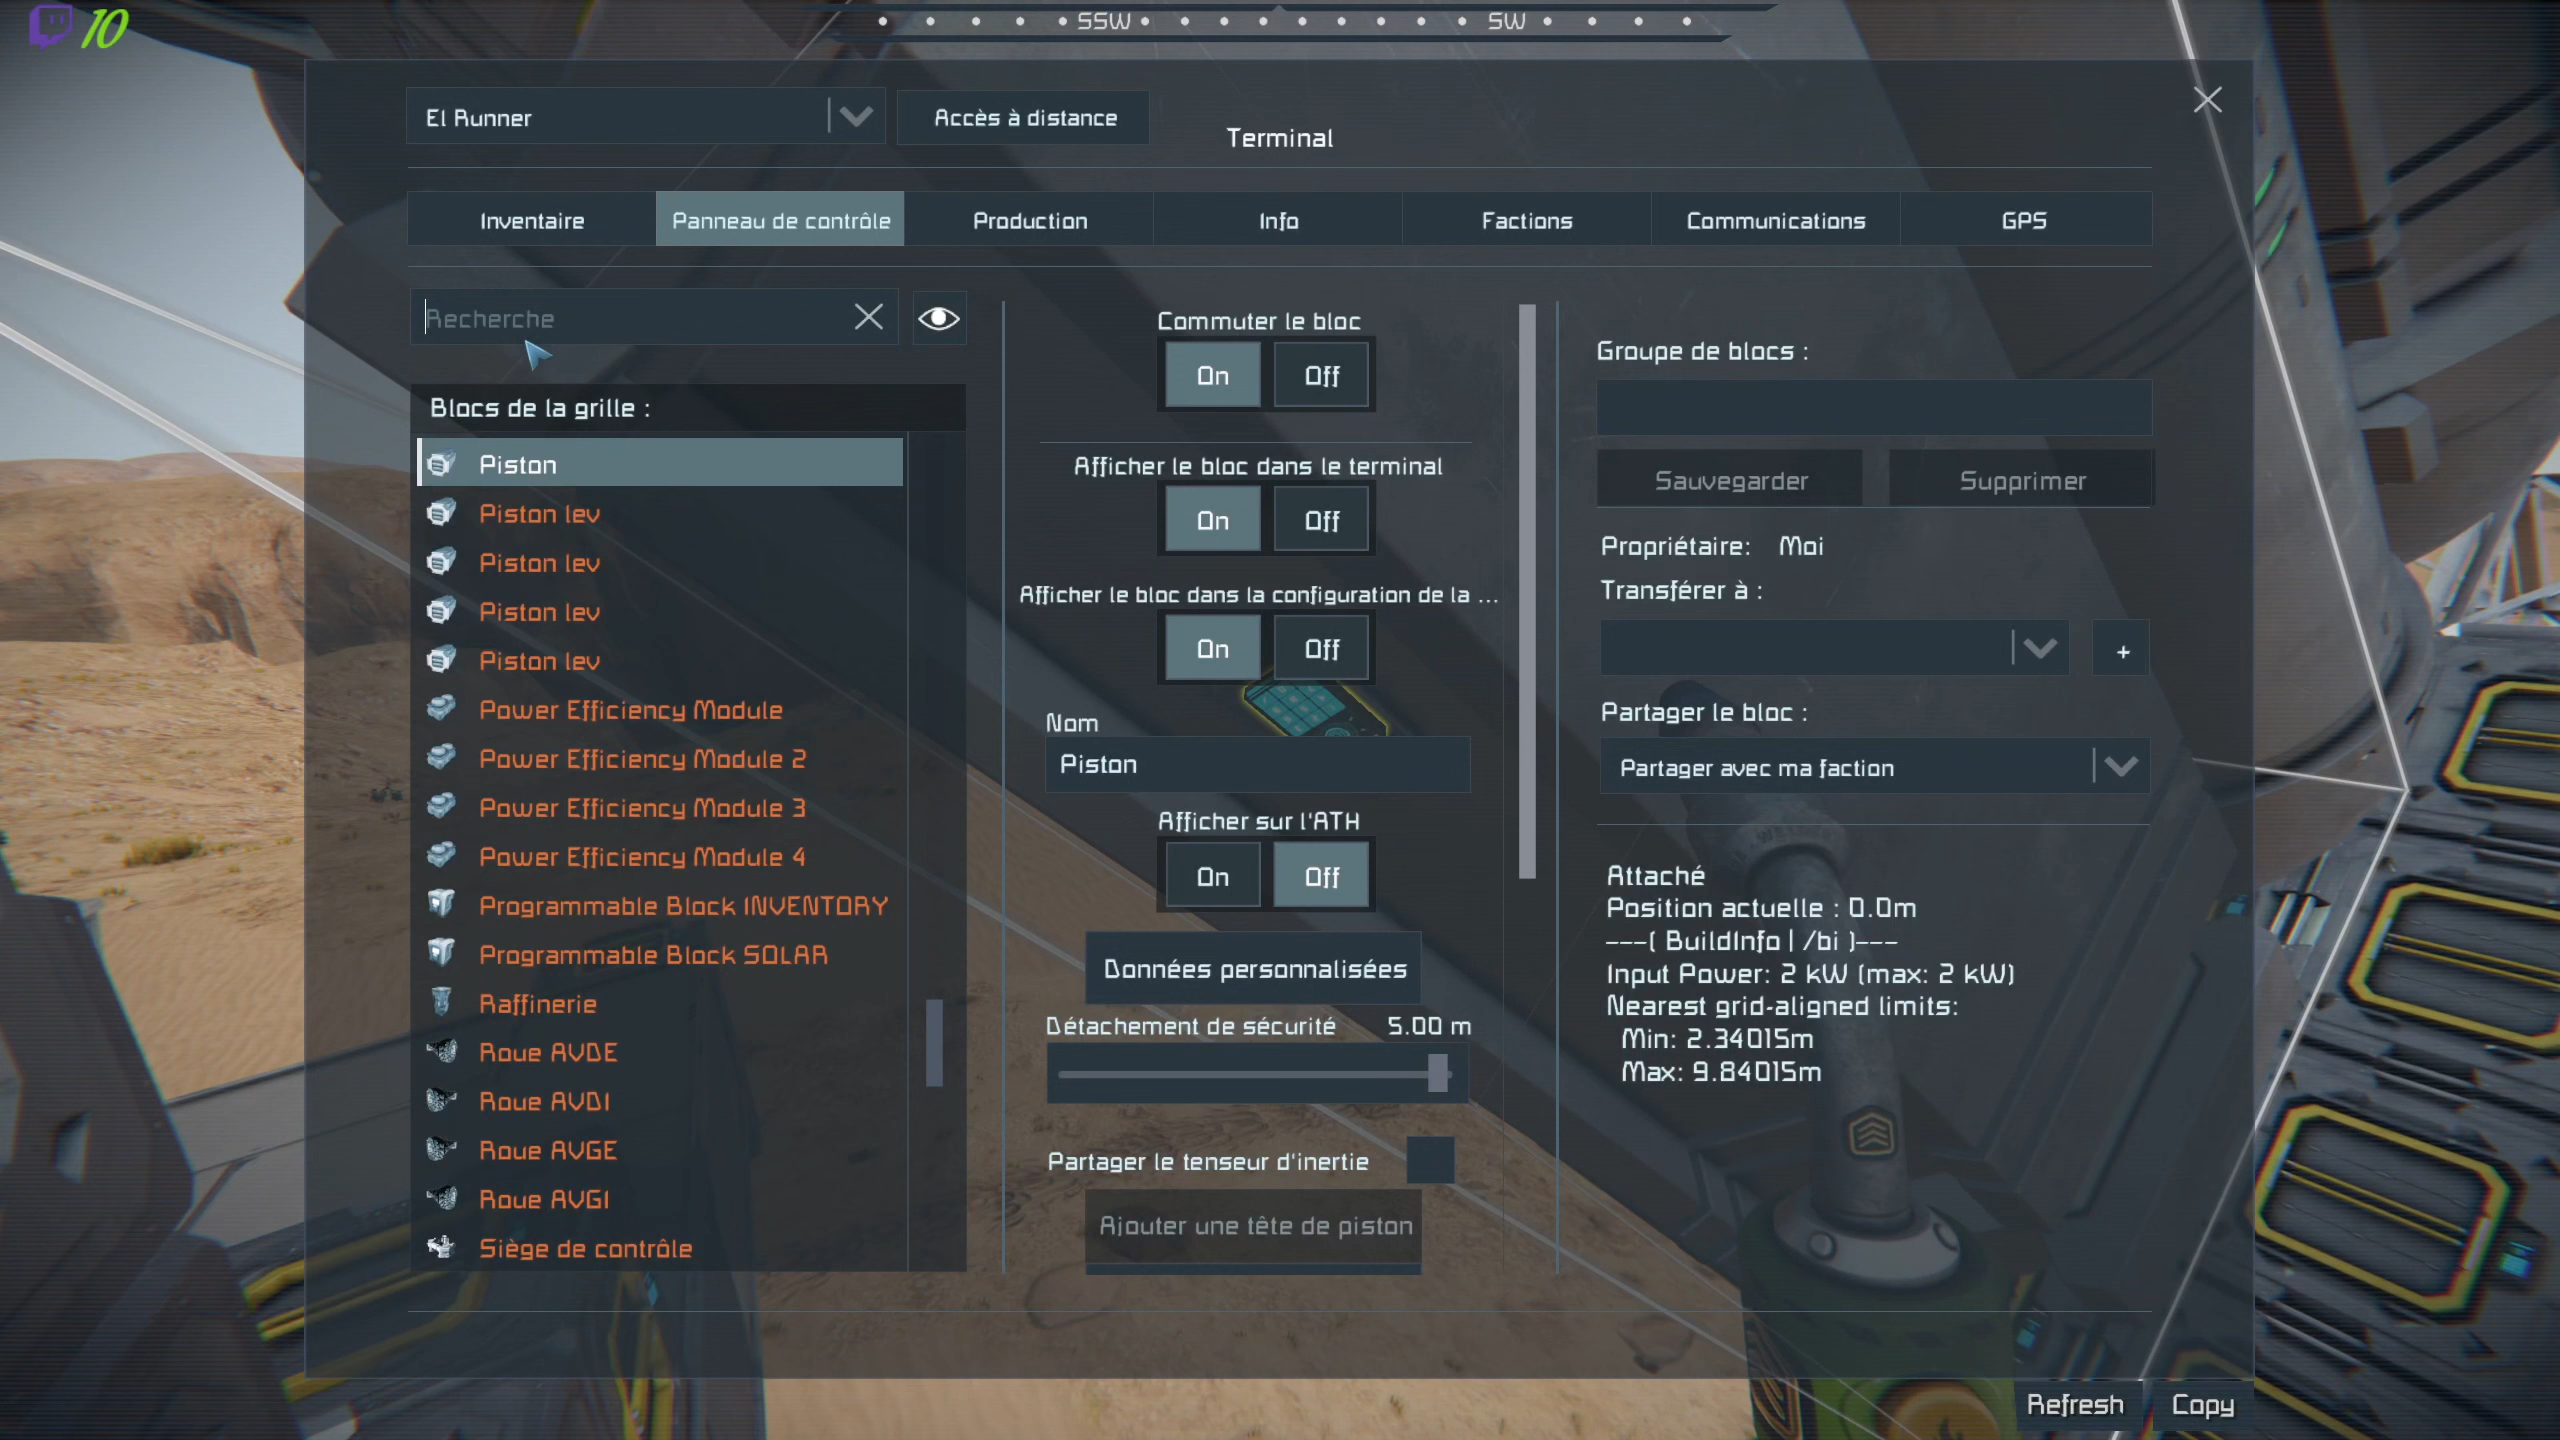 10
SSW
SW
El Runner
Accès à distance
Terminal
Inventaire
Panneau de contrôle
Production
Info
Factions
Communications
GPS
Recherche
Blocs de la grille :
Piston
Piston lev
Piston lev
Piston lev
Piston lev
Power Efficiency Module
Power Efficiency Module 2
Power Efficiency Module 3
Power Efficiency Module 4
Programmable Block INVENTORY
Programmable Block SOLAR
Raffinerie
Roue AVDE
Roue AVDI
Roue AVGE
Roue AVGI
Siège de contrôle
Commuter le bloc
On
Off
Afficher le bloc dans le terminal
On
Off
Afficher le bloc dans la configuration de la ...
On
Off
Nom
Piston
Afficher sur l'ATH
On
Off
Données personnalisées
Détachement de sécurité 5.00 m
Partager le tenseur d'inertie
Ajouter une tête de piston
Groupe de blocs :
Sauvegarder
Supprimer
Propriétaire: Moi
Transférer à :
+
Partager le bloc :
Partager avec ma faction
Attaché
Position actuelle : 0.0m
---( BuildInfo | /bi )---
Input Power: 2 kW (max: 2 kW)
Nearest grid-aligned limits:
Min: 2.34015m
Max: 9.84015m
Refresh
Copy